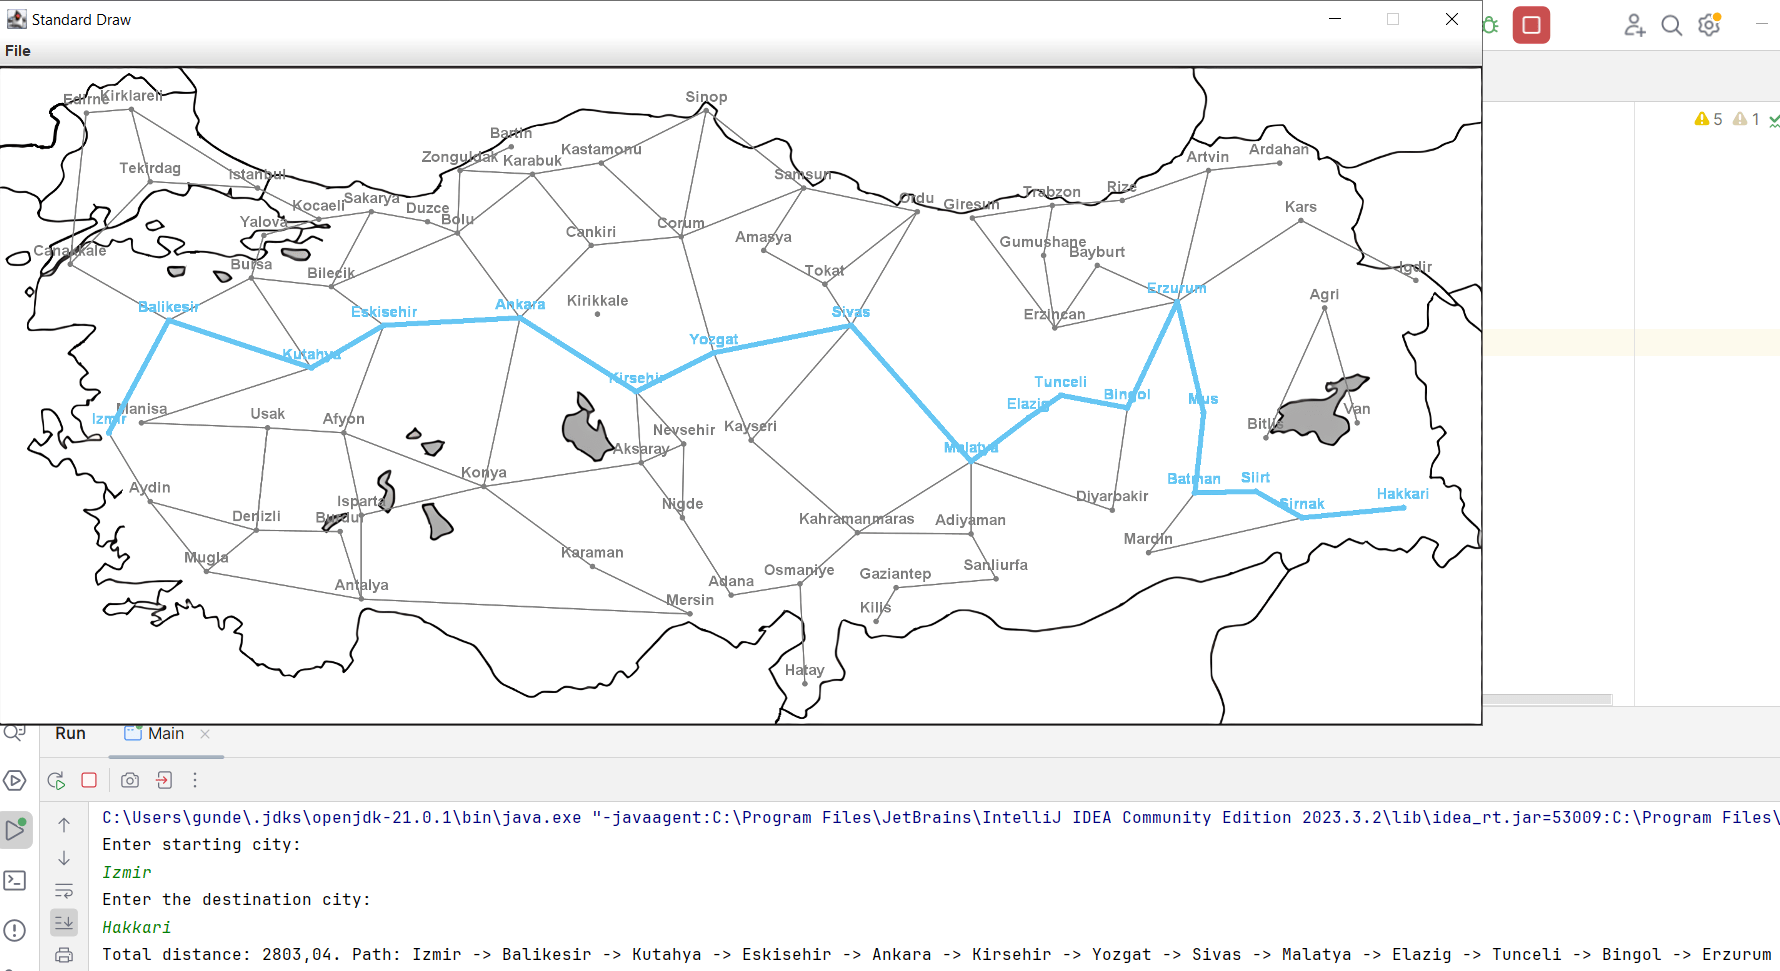 Standard Draw
File
5 1
Sinop
Edirne Kirklareli
Bartin
Zonguldak Karabuk Kastamonu
Artvin Ardahan
Tekirdag Istanbul
Samsun
Kocaeli Sakarya Duzce Bolu
Ordu Giresun Trabzon Rize
Kars
Yalova
Cankiri Corum Amasya
Gumushane Bayburt
Canakkale
Bursa Bilecik
Tokat
Igdir
Balikesir Eskisehir Ankara Kirikkale
Sivas Erzincan Erzurum Agri
Kutahya
Yozgat
Kirsehir
Tunceli
Izmir Manisa Usak Afyon
Elazig Bingol Mus
Van
Nevsehir Kayseri
Bitlis
Aksaray
Malatya
Konya
Batman Siirt
Aydin
Isparta
Nigde
Diyarbakir
Sirnak Hakkari
Denizli Burdur
Kahramanmaras Adiyaman
Mugla
Karaman
Mardin
Antalya
Adana Osmaniye Gaziantep Sanliurfa
Mersin
Kilis
Hatay
Run Main
C:\Users\gunde\.jdks\openjdk-21.0.1\bin\java.exe "-javaagent:C:\Program Files\JetBrains\IntelliJ IDEA Community Edition 2023.3.2\lib\idea_rt.jar=53009:C:\Program Files\
Enter starting city:
Izmir
Enter the destination city:
Hakkari
Total distance: 2803,04. Path: Izmir -> Balikesir -> Kutahya -> Eskisehir -> Ankara -> Kirsehir -> Yozgat -> Sivas -> Malatya -> Elazig -> Tunceli -> Bingol -> Erzurum